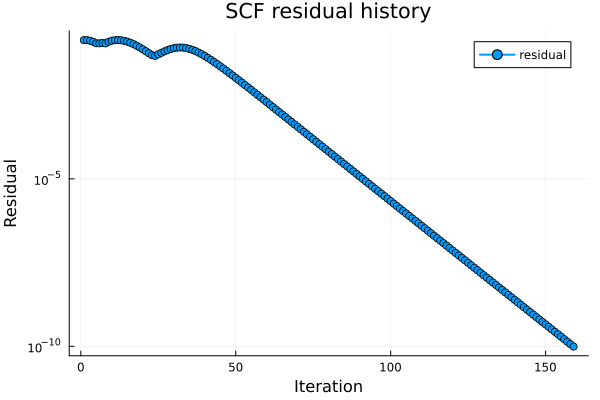 SCF residual history
residual
Residual
10⁻⁵
10⁻¹⁰
0
50
100
150
Iteration